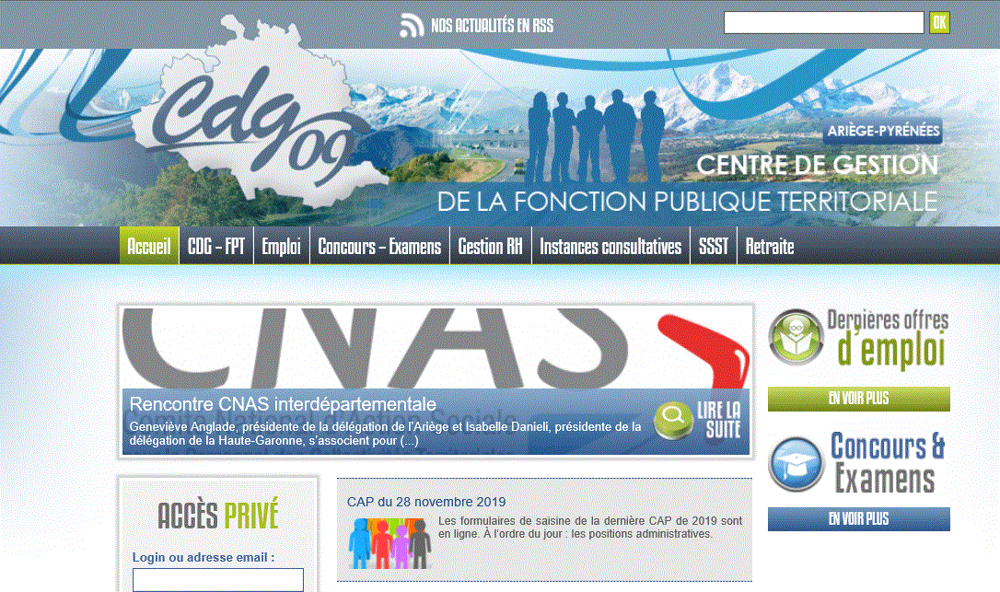 NOS ACTUALITÉS EN RSS
OK
Cdg09
ARIÈGE-PYRÉNÉES
CENTRE DE GESTION
DE LA FONCTION PUBLIQUE TERRITORIALE
Accueil
CDG – FPT
Emploi
Concours – Examens
Gestion RH
Instances consultatives
SSST
Retraite
CNAS
Rencontre CNAS interdépartementale
Comité National d'Action Sociale
Geneviève Anglade, présidente de la délégation de l'Ariège et Isabelle Danieli, présidente de la
délégation de la Haute-Garonne, s'associent pour (...)
LIRE LA
SUITE
Dernières offres
d'emploi
EN VOIR PLUS
Concours &
Examens
EN VOIR PLUS
ACCÈS PRIVÉ
Login ou adresse email :
CAP du 28 novembre 2019
Les formulaires de saisine de la dernière CAP de 2019 sont
en ligne. À l'ordre du jour : les positions administratives.